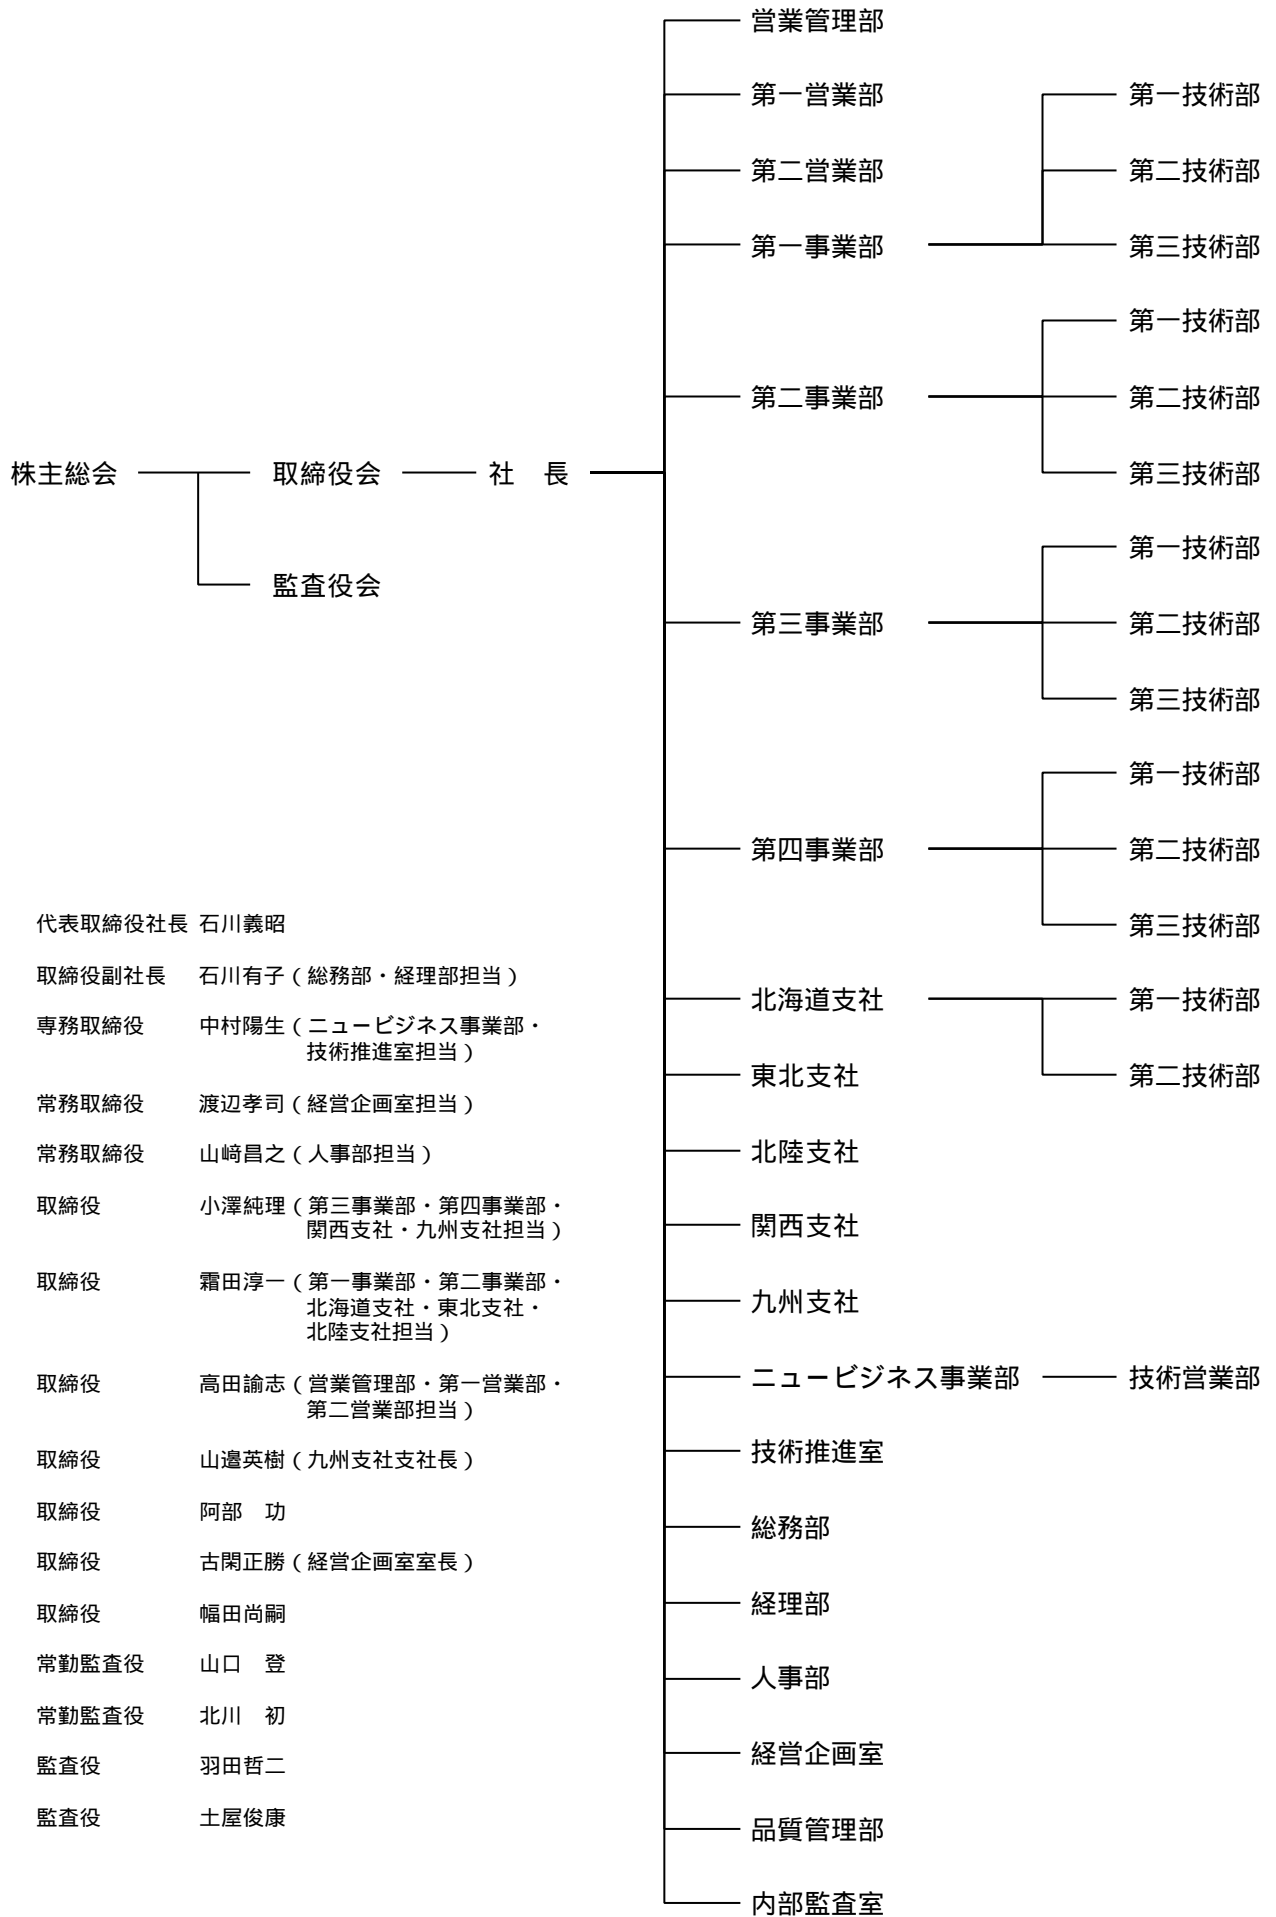 営業管理部
第一営業部
第一技術部
第二営業部
第二技術部
第一事業部
第三技術部
第一技術部
第二事業部
第二技術部
株主総会
取締役会
社　長
第三技術部
第一技術部
監査役会
第三事業部
第二技術部
第三技術部
第一技術部
第四事業部
第二技術部
第三技術部
北海道支社
第一技術部
東北支社
第二技術部
北陸支社
関西支社
九州支社
ニュービジネス事業部
技術営業部
技術推進室
総務部
経理部
人事部
経営企画室
品質管理部
内部監査室
代表取締役社長 石川義昭
取締役副社長 石川有子（総務部・経理部担当）
専務取締役 中村陽生（ニュービジネス事業部・
技術推進室担当）
常務取締役 渡辺孝司（経営企画室担当）
常務取締役 山﨑昌之（人事部担当）
取締役 小澤純理（第三事業部・第四事業部・
関西支社・九州支社担当）
取締役 霜田淳一（第一事業部・第二事業部・
北海道支社・東北支社・
北陸支社担当）
取締役 高田諭志（営業管理部・第一営業部・
第二営業部担当）
取締役 山邉英樹（九州支社支社長）
取締役 阿部　功
取締役 古閑正勝（経営企画室室長）
取締役 幅田尚嗣
常勤監査役 山口　登
常勤監査役 北川　初
監査役 羽田哲二
監査役 土屋俊康